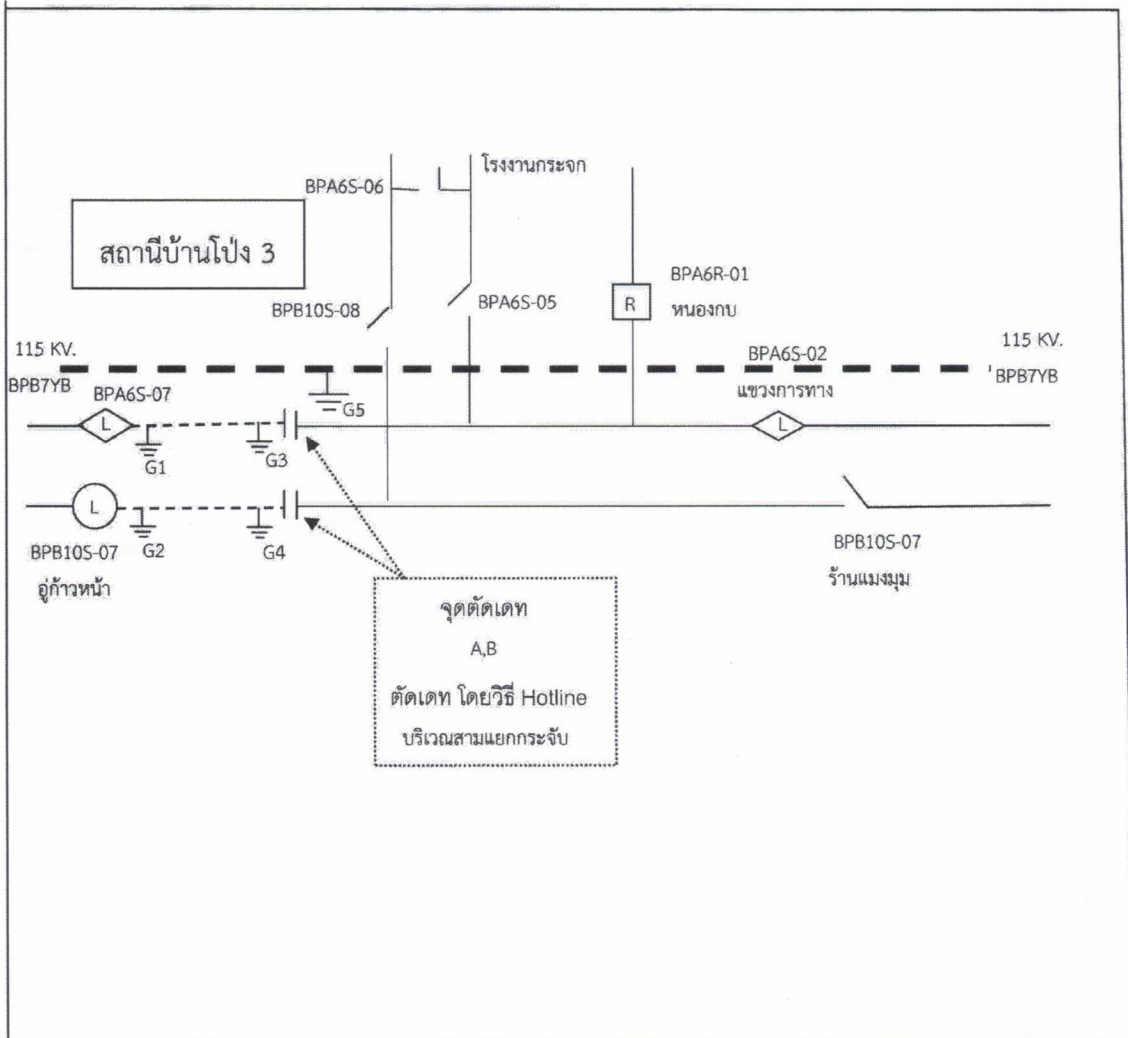 โรงงานกระจก
BPA6S-06
สถานีบ้านโป่ง 3
BPA6R-01
หนองกบ
R
BPB10S-08
BPA6S-05
115 KV.
BPB7YB
BPA6S-02
แขวงการทาง
115 KV.
BPB7YB
BPA6S-07
L
G1
G3
G5
L
L
BPB10S-07
อู่ก้าวหน้า
G2
G4
BPB10S-07
ร้านแมงมุม
จุดตัดเดท
A,B
ตัดเดท โดยวิธี Hotline
บริเวณสามแยกกระจับ